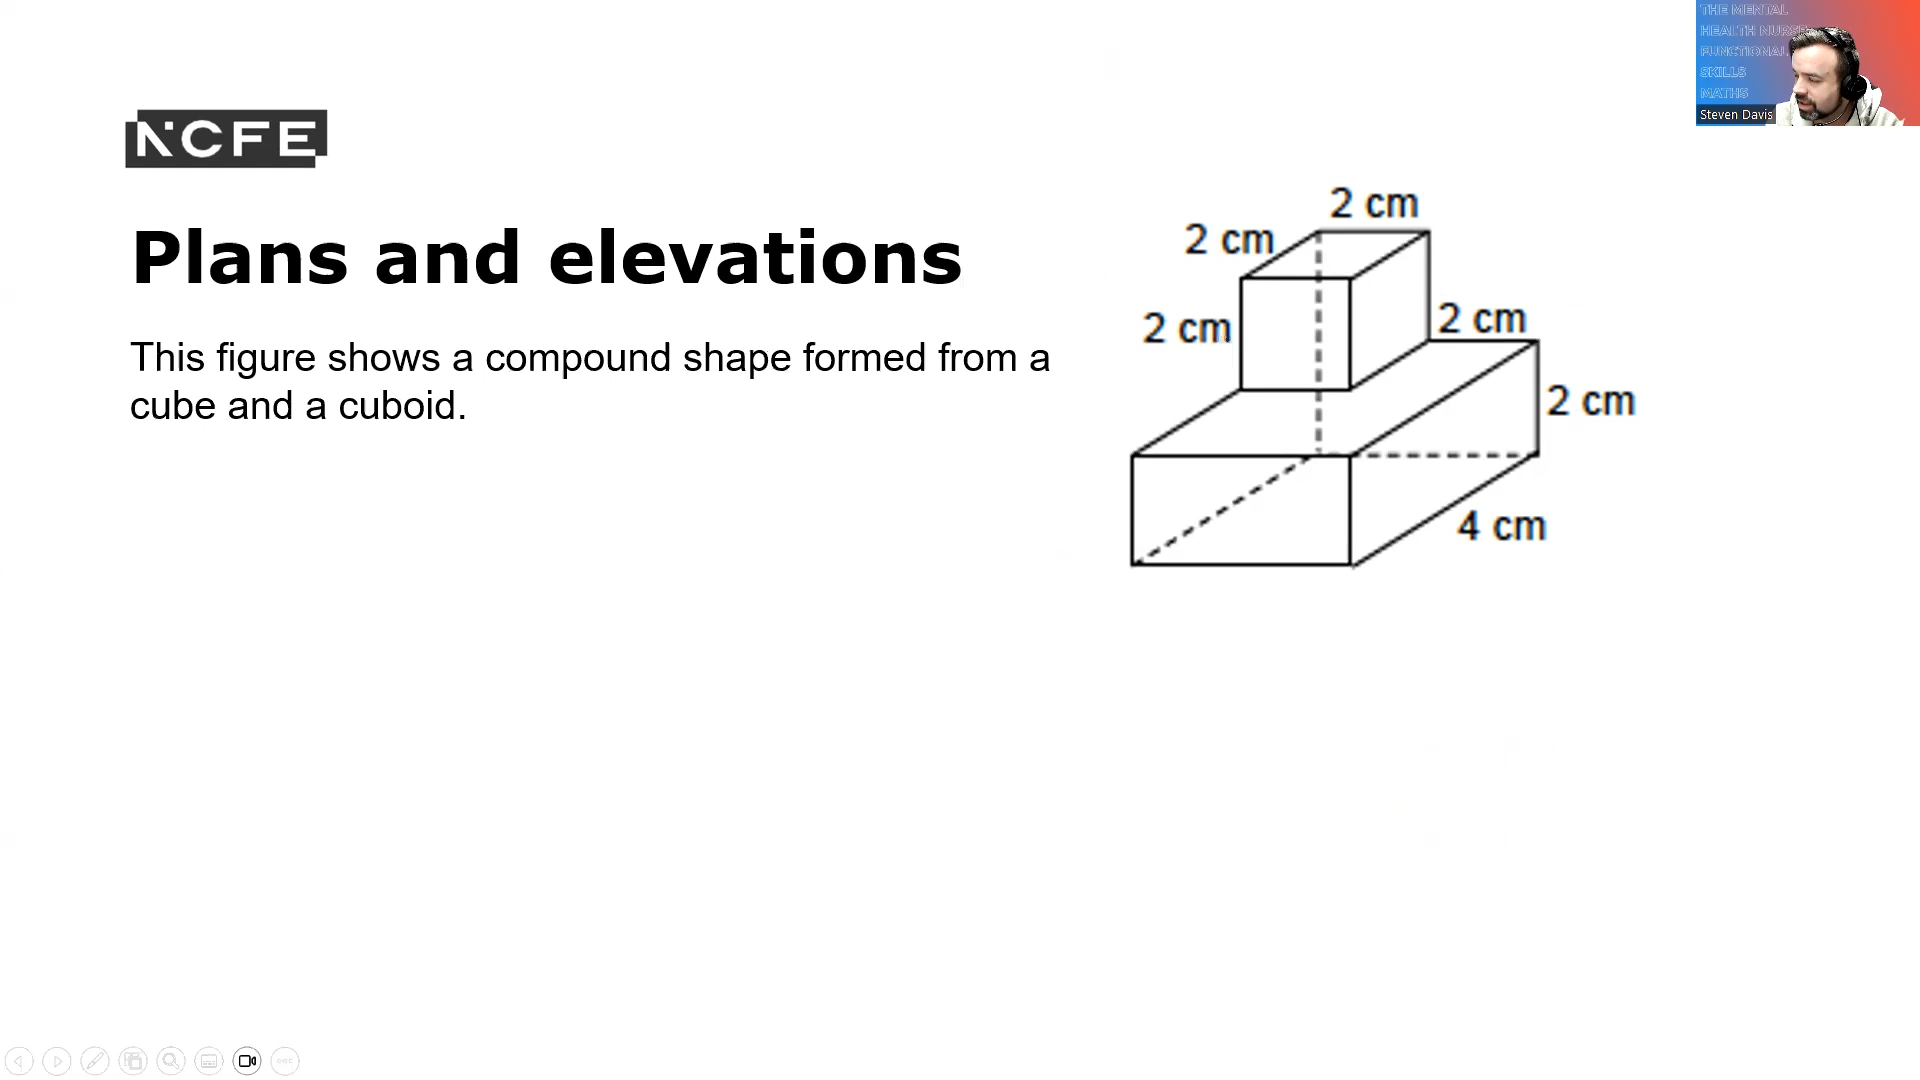 THE MENTAL
HEALTH NURSE
FUNCTIONAL
SKILLS
MATHS
Steven Davis
NCFE
Plans and elevations
This figure shows a compound shape formed from a
cube and a cuboid.
2 cm
2 cm
2 cm
2 cm
2 cm
4 cm